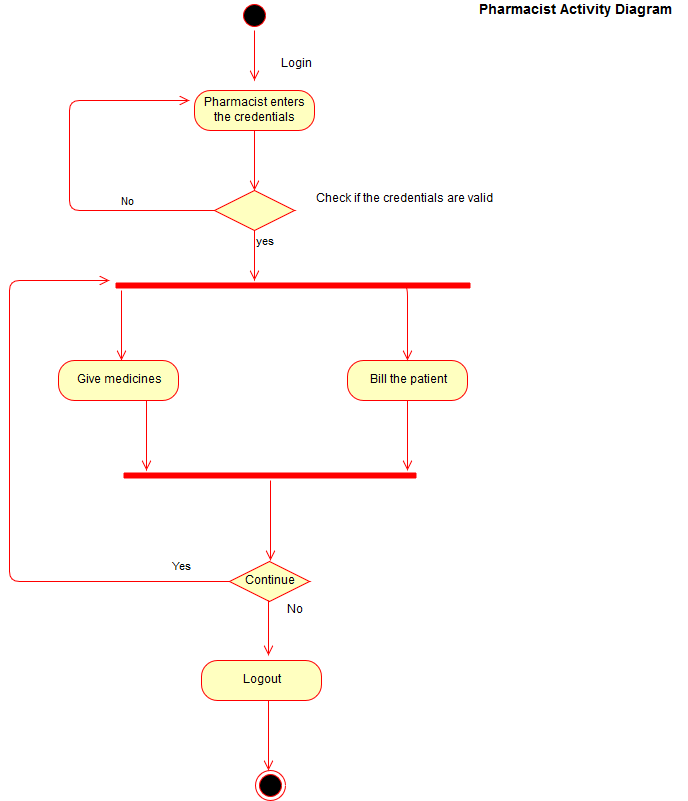 Pharmacist Activity Diagram
Login
Pharmacist enters
the credentials
Check if the credentials are valid
No
yes
Give medicines
Bill the patient
Yes
Continue
No
Logout